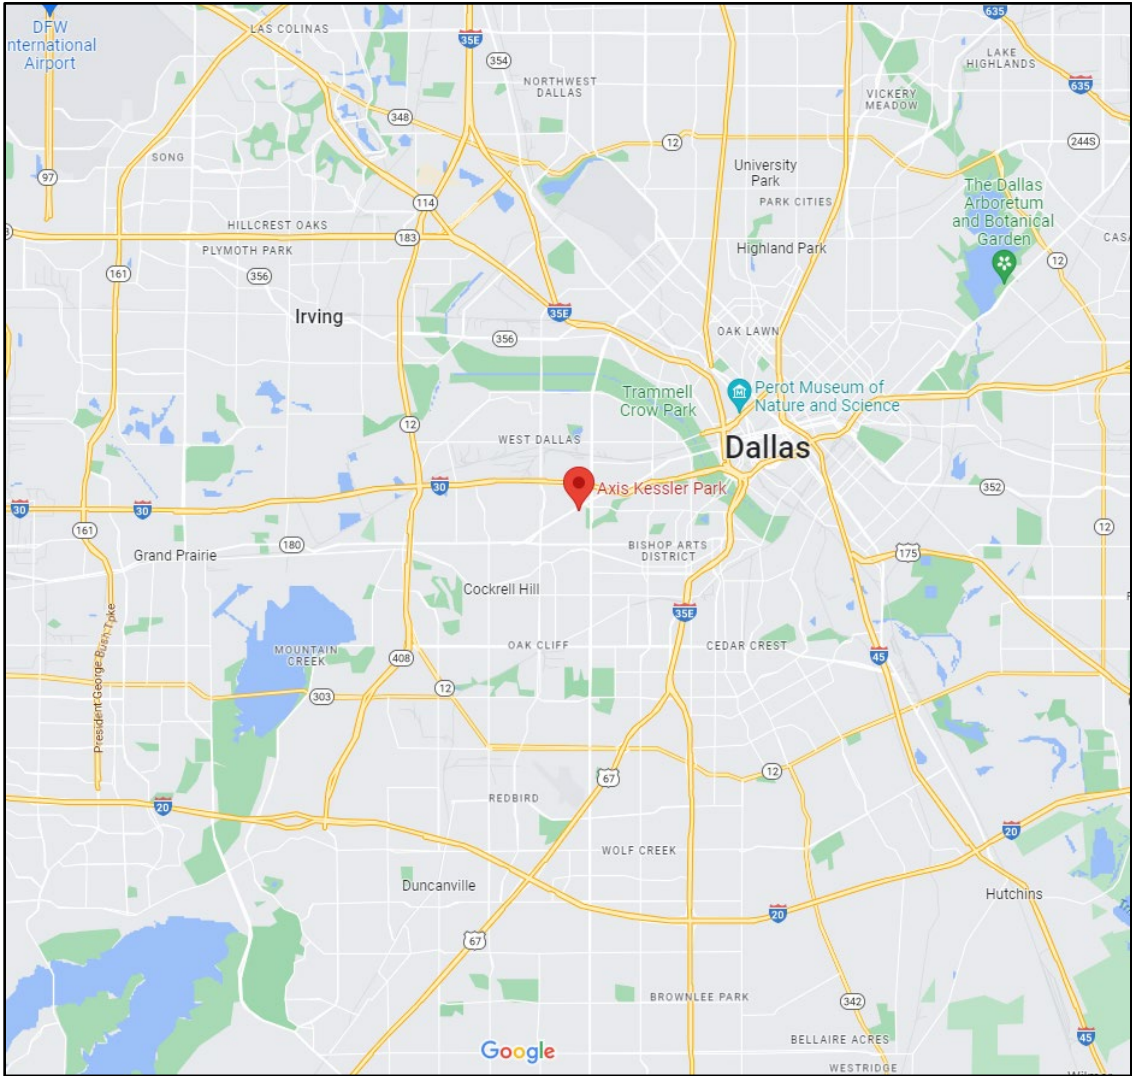 DFW
nternational
Airport
LAS COLINAS
35E
354
635
LAKE
HIGHLANDS
NORTHWEST
DALLAS
VICKERY
MEADOW
635
348
12
244S
SONG
University
Park
97
The Dallas
Arboretum
and Botanical
Garden
114
PARK CITIES
HILLCREST OAKS
183
PLYMOTH PARK
Highland Park
CASA
12
161
356
Irving
35E
356
OAK LAWN
Trammell
Crow Park
Perot Museum of
Nature and Science
12
WEST DALLAS
Dallas
30
Axis Kessler Park
352
30
30
161
12
180
Grand Prairie
BISHOP ARTS
DISTRICT
175
Cockrell Hill
35E
President George Bush Tpke
MOUNTAIN
CREEK
OAK CLIFF
CEDAR CREST
408
45
303
12
67
12
20
REDBIRD
20
WOLF CREEK
Duncanville
Hutchins
20
67
BROWNLEE PARK
342
BELLAIRE ACRES
45
Google
WESTRIDGE